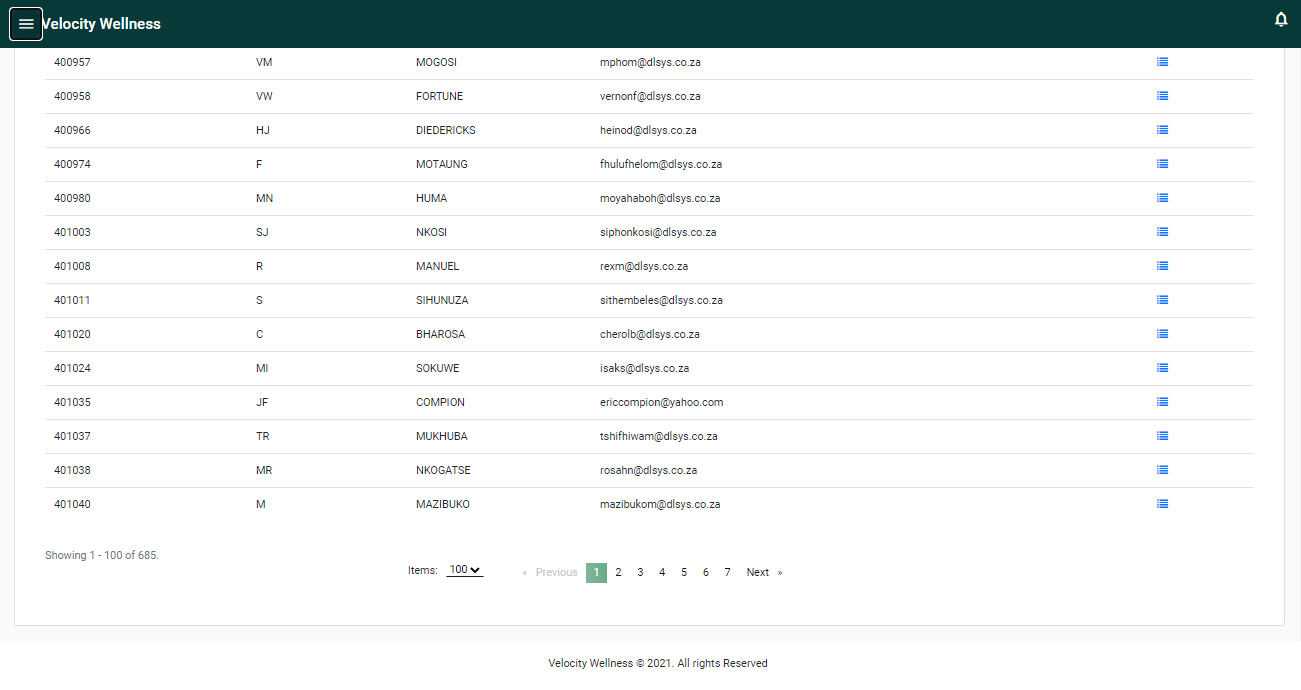 Velocity Wellness
400957 VM MOGOSI mphom@dlsys.co.za
400958 VW FORTUNE vernonf@dlsys.co.za
400966 HJ DIEDERICKS heinod@dlsys.co.za
400974 F MOTAUNG fhulufhelom@dlsys.co.za
400980 MN HUMA moyahaboh@dlsys.co.za
401003 SJ NKOSI siphonkosi@dlsys.co.za
401008 R MANUEL rexm@dlsys.co.za
401011 S SIHUNUZA sithembeles@dlsys.co.za
401020 C BHAROSA cherolb@dlsys.co.za
401024 MI SOKUWE isaks@dlsys.co.za
401035 JF COMPION ericcompion@yahoo.com
401037 TR MUKHUBA tshifhiwam@dlsys.co.za
401038 MR NKOGATSE rosahn@dlsys.co.za
401040 M MAZIBUKO mazibukom@dlsys.co.za
Showing 1 - 100 of 685.
Items: 100 « Previous 1 2 3 4 5 6 7 Next »
Velocity Wellness © 2021. All rights Reserved